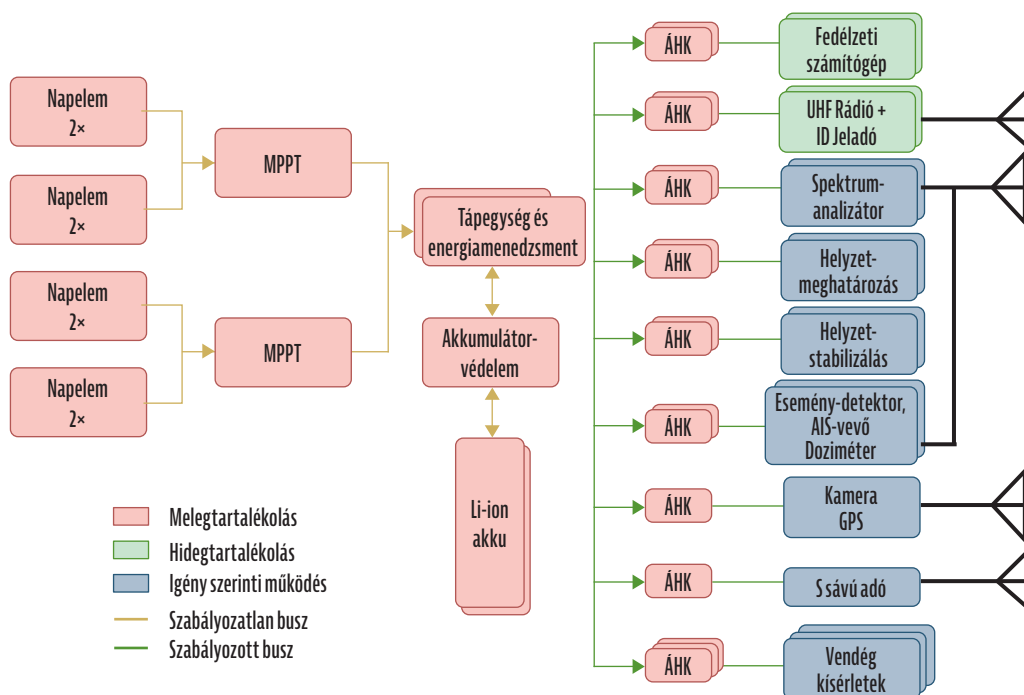 Napelem
2×
Napelem
2×
Napelem
2×
Napelem
2×
MPPT
MPPT
Tápegység és
energiamenedzsment
Akkumulátor-
védelem
Li-ion
akku
ÁHK
Fedélzeti
számítógép
ÁHK
UHF Rádió +
ID Jeladó
ÁHK
Spektrum-
analizátor
ÁHK
Helyzet-
meghatározás
ÁHK
Helyzet-
stabilizálás
ÁHK
Esemény-detektor,
AIS-vevő
Doziméter
ÁHK
Kamera
GPS
ÁHK
S sávú adó
ÁHK
Vendég
kísérletek
Melegtartalékolás
Hidegtartalékolás
Igény szerinti működés
Szabályozatlan busz
Szabályozott busz